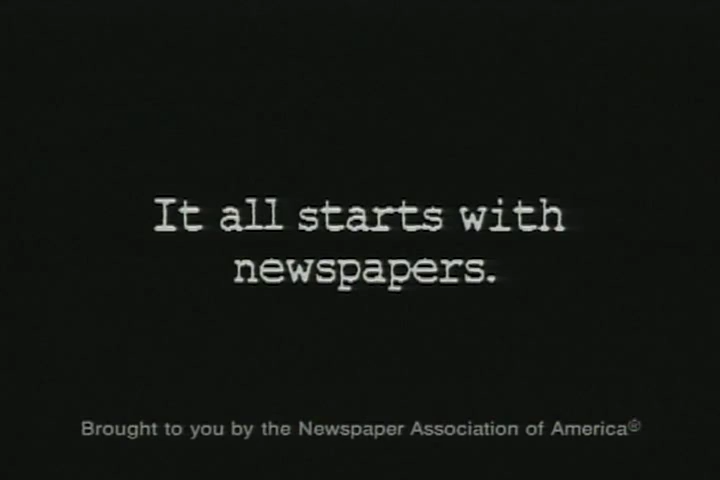 It all starts with
newspapers.
Brought to you by the Newspaper Association of America®